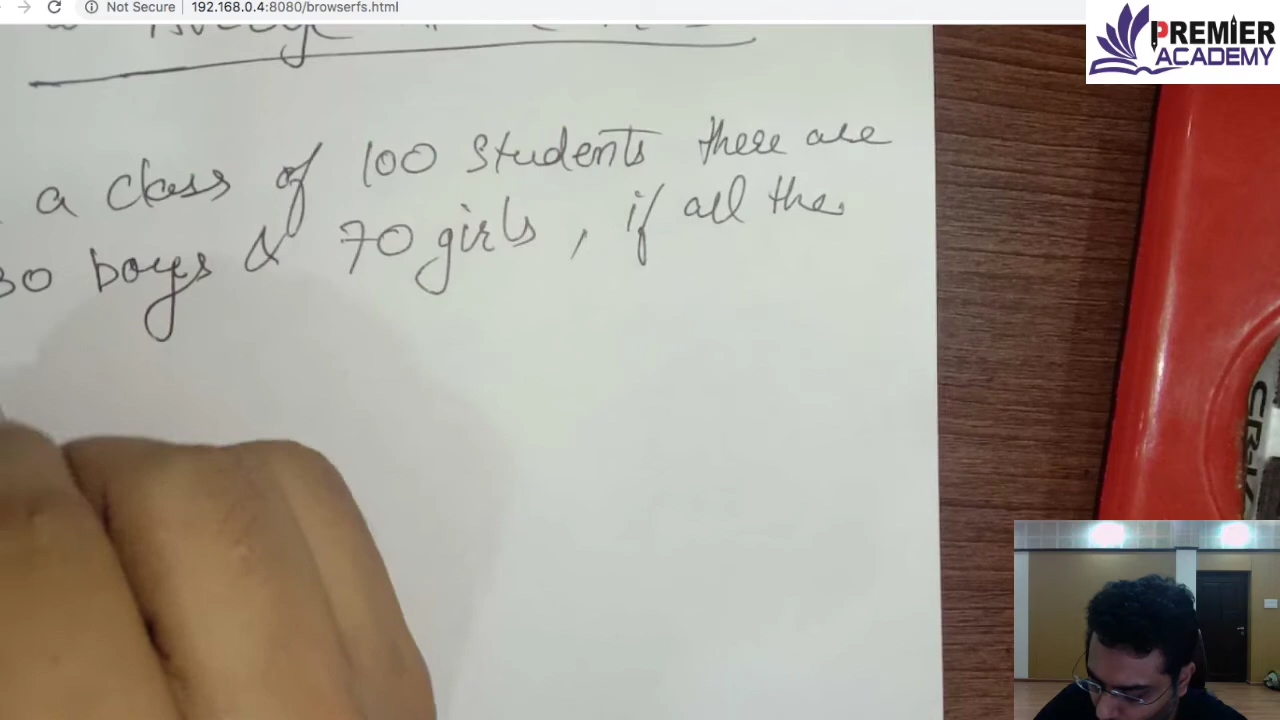 Not Secure 192.168.0.4:8080/browserfs.html
PREMIER
ACADEMY
a class of 100 students there are
30 boys & 70 girls, if all the